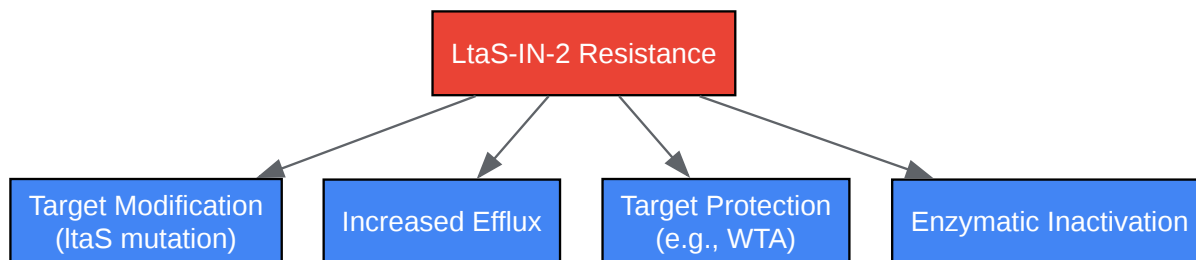 LtaS-IN-2 Resistance
Target Modification
(ltaS mutation)
Increased Efflux
Target Protection
(e.g., WTA)
Enzymatic Inactivation